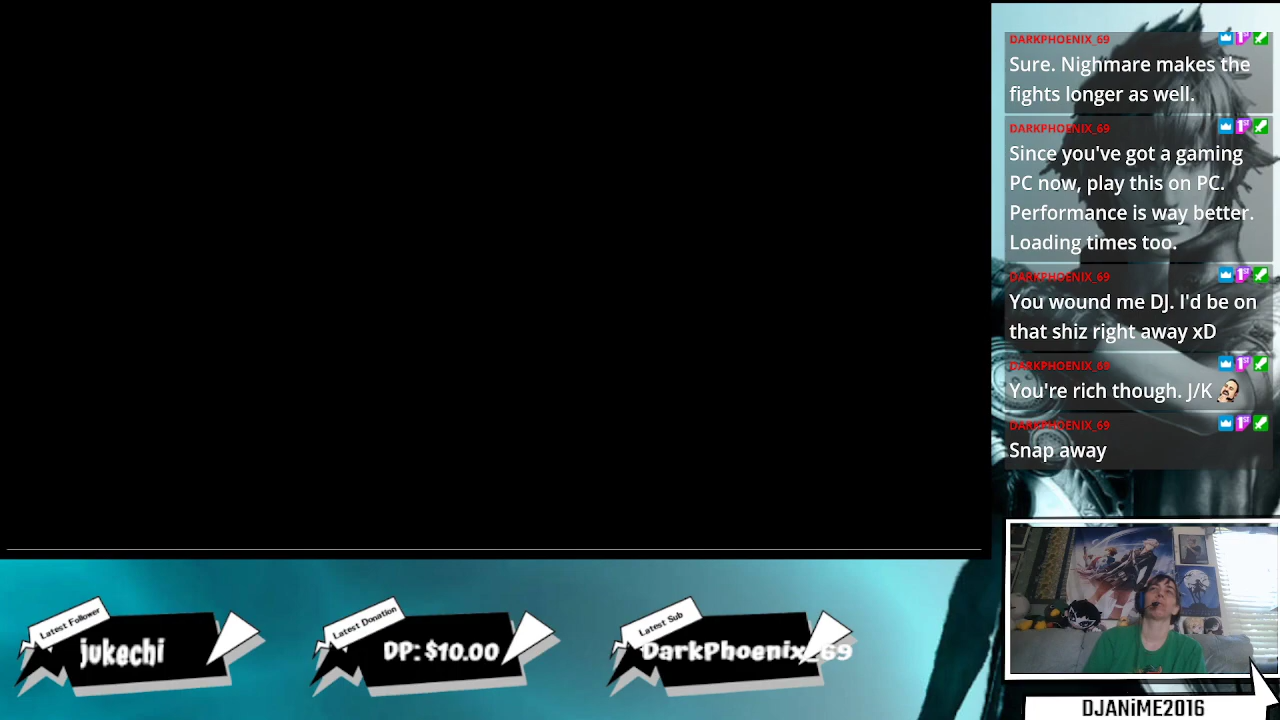 DARKPHOENIX_69
Sure. Nighmare makes the
fights longer as well.
DARKPHOENIX_69
Since you've got a gaming
PC now, play this on PC.
Performance is way better.
Loading times too.
DARKPHOENIX_69
You wound me DJ. I'd be on
that shiz right away xD
DARKPHOENIX_69
You're rich though. J/K
DARKPHOENIX_69
Snap away
Latest Follower
jukechi
Latest Donation
DP: $10.00
Latest Sub
DarkPhoenix_69
DJANiME2016